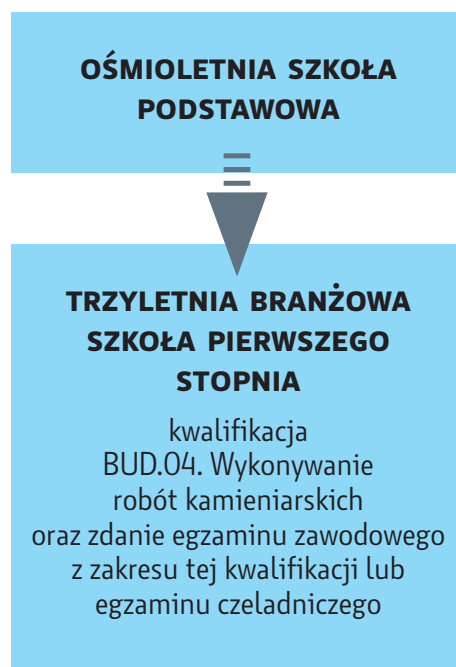 OŚMIOLETNIA SZKOŁA
PODSTAWOWA
TRZYLETNIA BRANŻOWA
SZKOŁA PIERWSZEGO
STOPNIA
kwalifikacja
BUD.04. Wykonywanie
robót kamieniarskich
oraz zdanie egzaminu zawodowego
z zakresu tej kwalifikacji lub
egzaminu czeladniczego